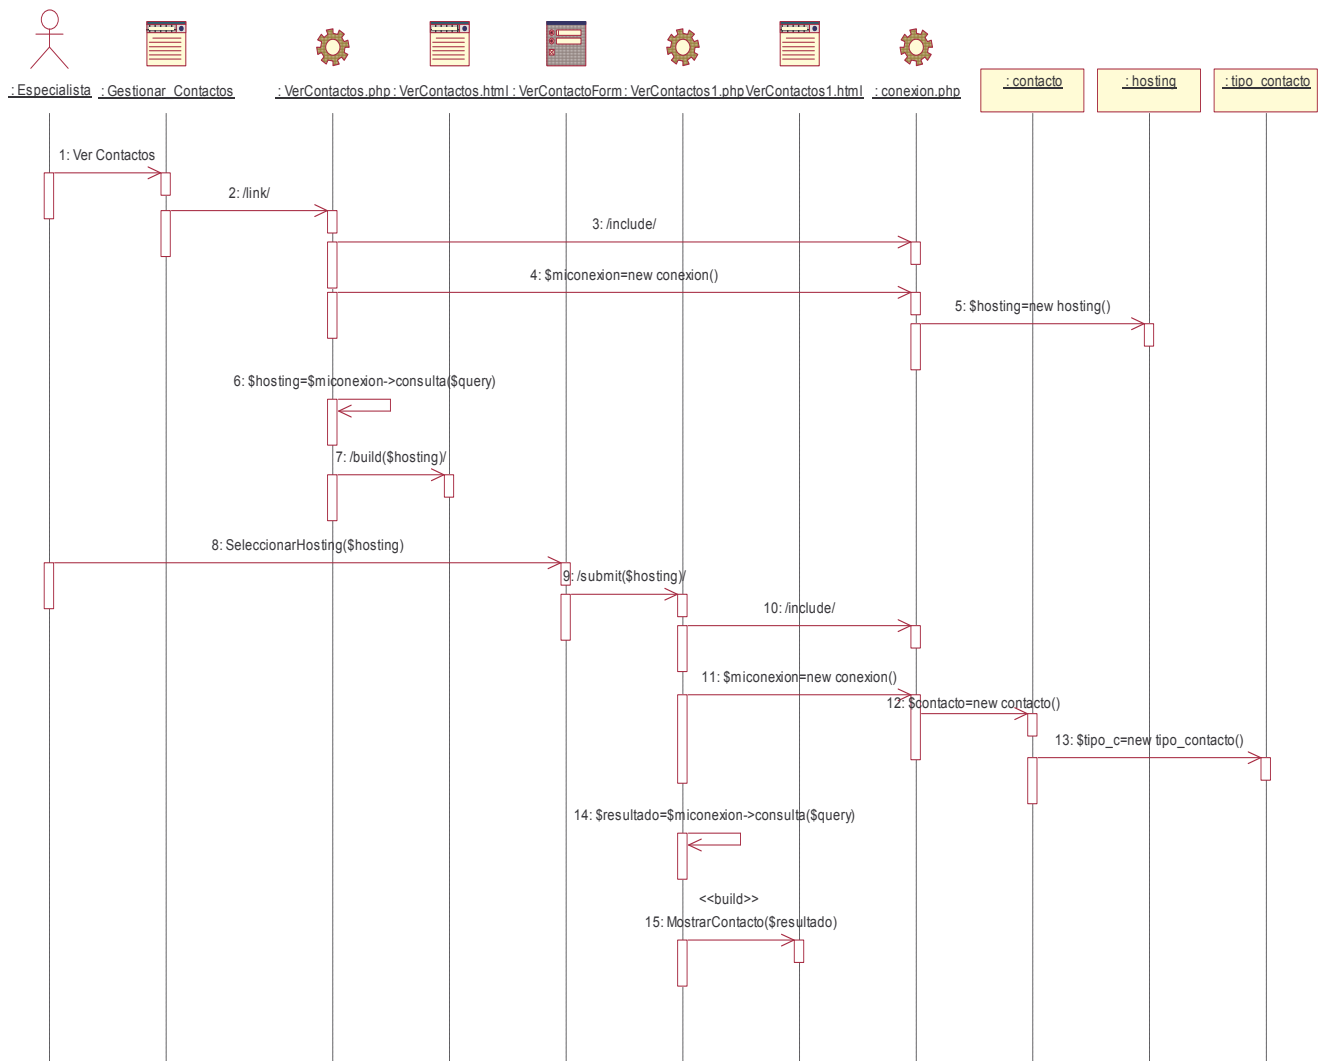 : Especialista
: Gestionar_Contactos
: VerContactos.php
: VerContactos.html
: VerContactoForm
: VerContactos1.php
VerContactos1.html
: conexion.php
: contacto
: hosting
: tipo_contacto
1: Ver Contactos
2: /link/
3: /include/
4: $miconexion=new conexion()
5: $hosting=new hosting()
6: $hosting=$miconexion->consulta($query)
7: /build($hosting)/
8: SeleccionarHosting($hosting)
9: /submit($hosting)/
10: /include/
11: $miconexion=new conexion()
12: $contacto=new contacto()
13: $tipo_c=new tipo_contacto()
14: $resultado=$miconexion->consulta($query)
<<build>>
15: MostrarContacto($resultado)